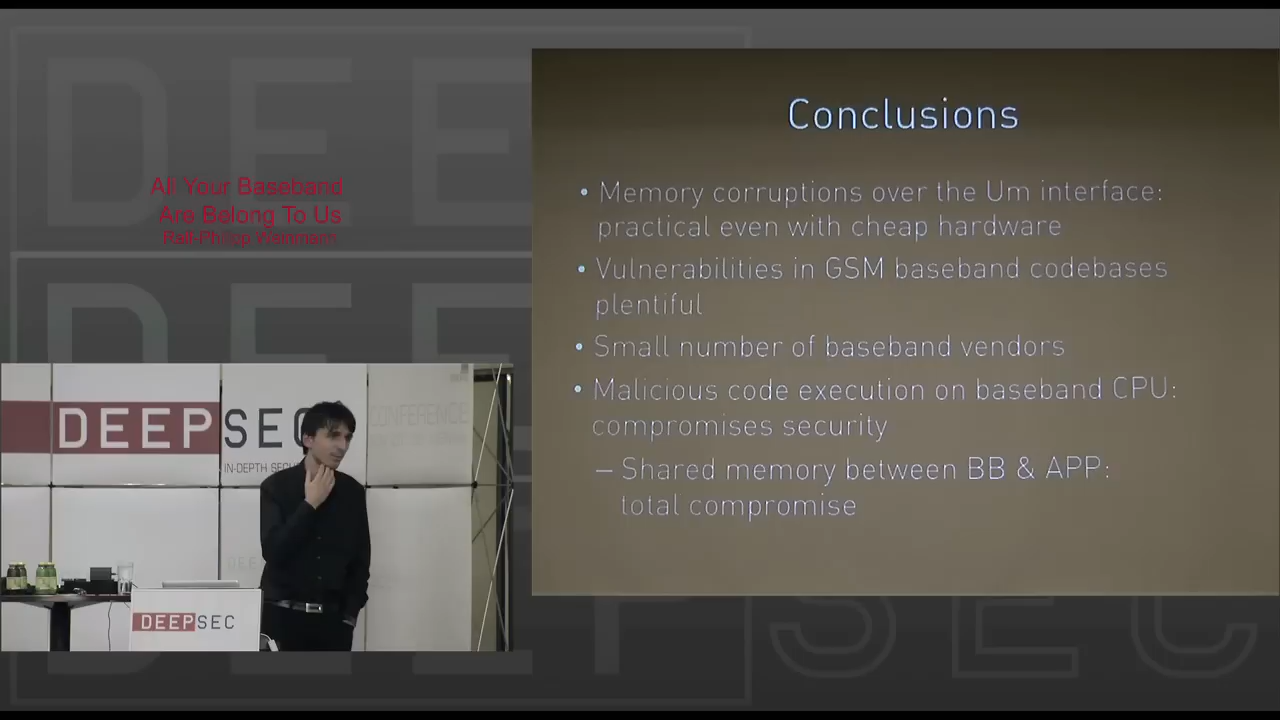 All Your Baseband
Are Belong To Us
Ralf-Philipp Weinmann
Conclusions
• Memory corruptions over the Um interface:
practical even with cheap hardware
• Vulnerabilities in GSM baseband codebases
plentiful
• Small number of baseband vendors
• Malicious code execution on baseband CPU:
compromises security
– Shared memory between BB & APP:
total compromise
DEEPSEC
CONFERENCE
IN-DEPTH
DEEPSEC
DEEPSEC